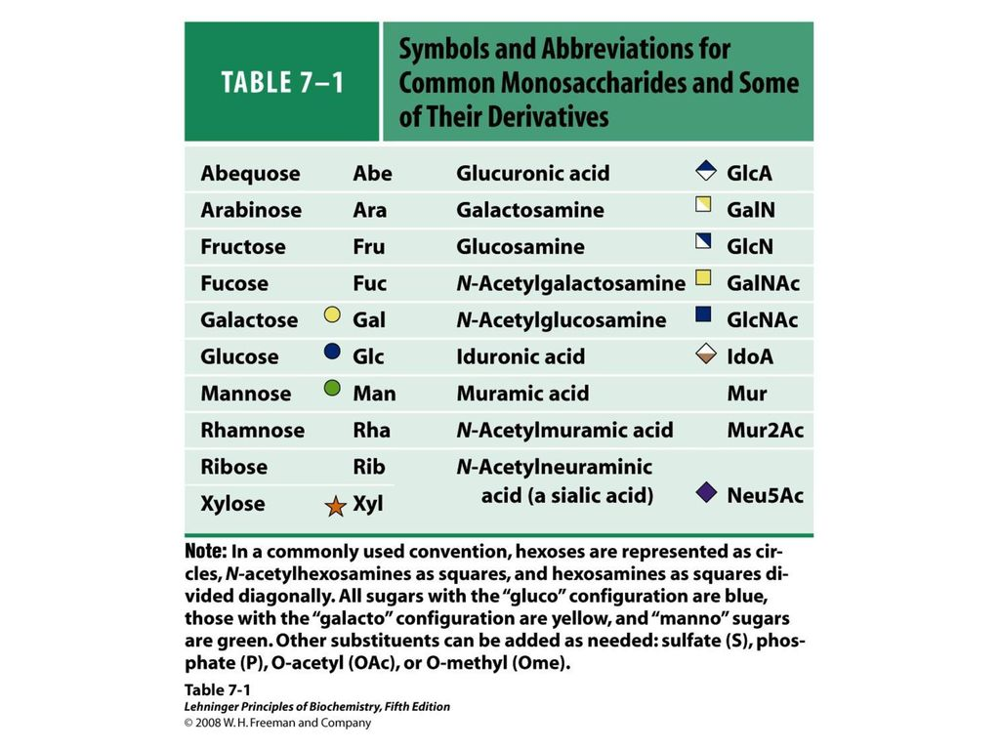 TABLE 7–1
Symbols and Abbreviations for
Common Monosaccharides and Some
of Their Derivatives
Abequose Abe Glucuronic acid GlcA
Arabinose Ara Galactosamine GalN
Fructose Fru Glucosamine GlcN
Fucose Fuc N-Acetylgalactosamine GalNAc
Galactose Gal N-Acetylglucosamine GlcNAc
Glucose Glc Iduronic acid IdoA
Mannose Man Muramic acid Mur
Rhamnose Rha N-Acetylmuramic acid Mur2Ac
Ribose Rib N-Acetylneuraminic
acid (a sialic acid) Neu5Ac
Xylose Xyl
Note: In a commonly used convention, hexoses are represented as cir-
cles, N-acetylhexosamines as squares, and hexosamines as squares di-
vided diagonally. All sugars with the “gluco” configuration are blue,
those with the “galacto” configuration are yellow, and “manno” sugars
are green. Other substituents can be added as needed: sulfate (S), phos-
phate (P), O-acetyl (OAc), or O-methyl (Ome).
Table 7-1
Lehninger Principles of Biochemistry, Fifth Edition
© 2008 W. H. Freeman and Company